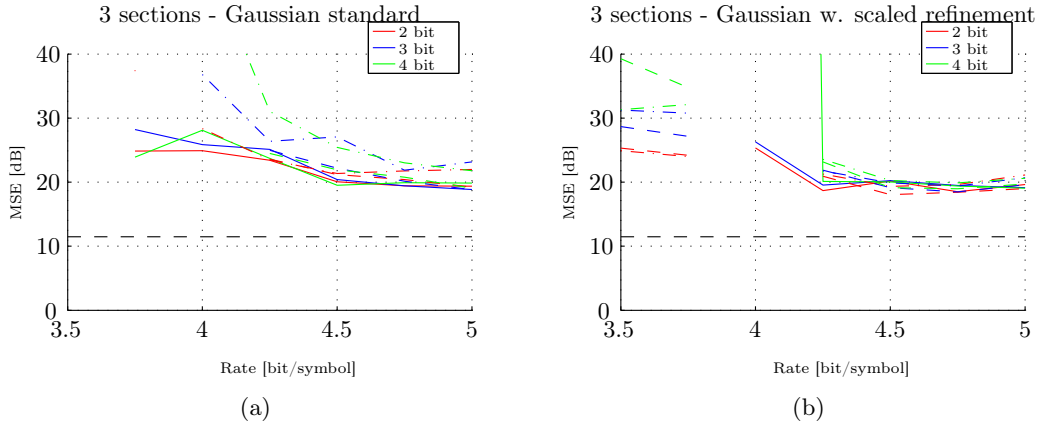 3 sections - Gaussian standard
2 bit
3 bit
4 bit
40
30
20
10
0
MSE [dB]
3.5
4
4.5
5
Rate [bit/symbol]
(a)
3 sections - Gaussian w. scaled refinement
2 bit
3 bit
4 bit
40
30
20
10
0
MSE [dB]
3.5
4
4.5
5
Rate [bit/symbol]
(b)